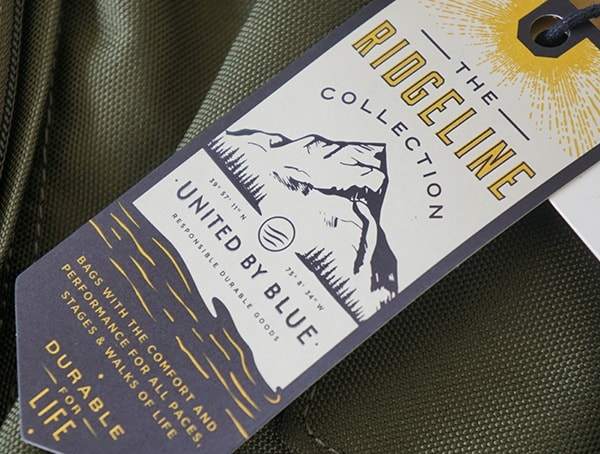 THE
RIDGELINE
COLLECTION
39° 57' 11" N
UNITED BY BLUE
RESPONSIBLE DURABLE GOODS
75° 8' 34" W
BAGS WITH THE COMFORT AND
PERFORMANCE FOR ALL PACES,
STAGES & WALKS OF LIFE
DURABLE
FOR
LIFE